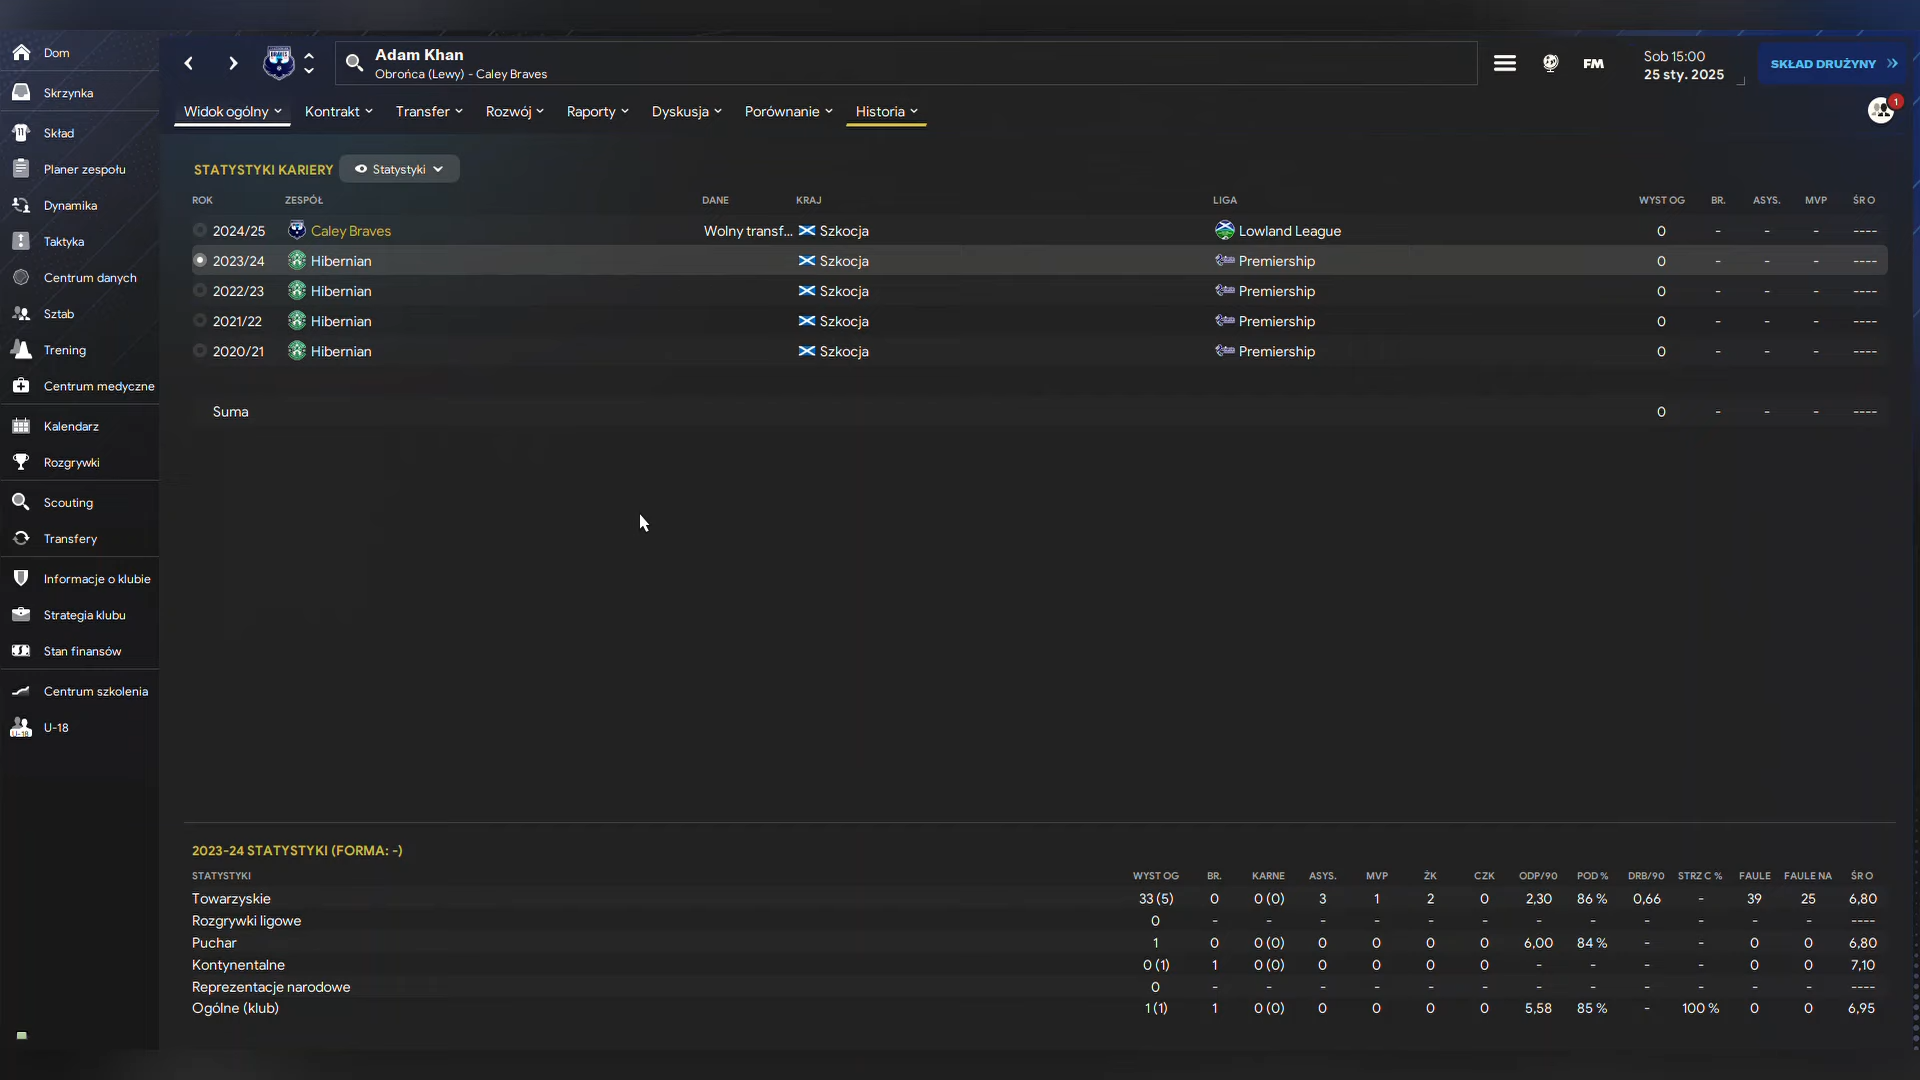 Dom
Skrzynka
Skład
Planer zespołu
Dynamika
Taktyka
Centrum danych
Sztab
Trening
Centrum medyczne
Kalendarz
Rozgrywki
Scouting
Transfery
Informacje o klubie
Strategia klubu
Stan finansów
Centrum szkolenia
U-18
Adam Khan
Obrońca (Lewy) - Caley Braves
FM
Sob 15:00
25 sty. 2025
SKŁAD DRUŻYNY
1
Widok ogólny Kontrakt Transfer Rozwój Raporty Dyskusja Porównanie Historia
STATYSTYKI KARIERY Statystyki
ROK ZESPÓŁ DANE KRAJ LIGA WYST OG BR. ASYS. MVP ŚR O
2024/25 Caley Braves Wolny transf... Szkocja Lowland League 0 - - - ----
2023/24 Hibernian Szkocja Premiership 0 - - - ----
2022/23 Hibernian Szkocja Premiership 0 - - - ----
2021/22 Hibernian Szkocja Premiership 0 - - - ----
2020/21 Hibernian Szkocja Premiership 0 - - - ----
Suma 0 - - - ----
2023-24 STATYSTYKI (FORMA: -)
STATYSTYKI WYST OG BR. KARNE ASYS. MVP ŻK CZK ODP/90 POD % DRB/90 STRZ C % FAULE FAULE NA ŚR O
Towarzyskie 33 (5) 0 0 (0) 3 1 2 0 2,30 86 % 0,66 - 39 25 6,80
Rozgrywki ligowe 0 - - - - - - - - - - - - ----
Puchar 1 0 0 (0) 0 0 0 0 6,00 84 % - - 0 0 6,80
Kontynentalne 0 (1) 1 0 (0) 0 0 0 0 - - - - 0 0 7,10
Reprezentacje narodowe 0 - - - - - - - - - - - - ----
Ogólne (klub) 1 (1) 1 0 (0) 0 0 0 0 5,58 85 % - 100 % 0 0 6,95